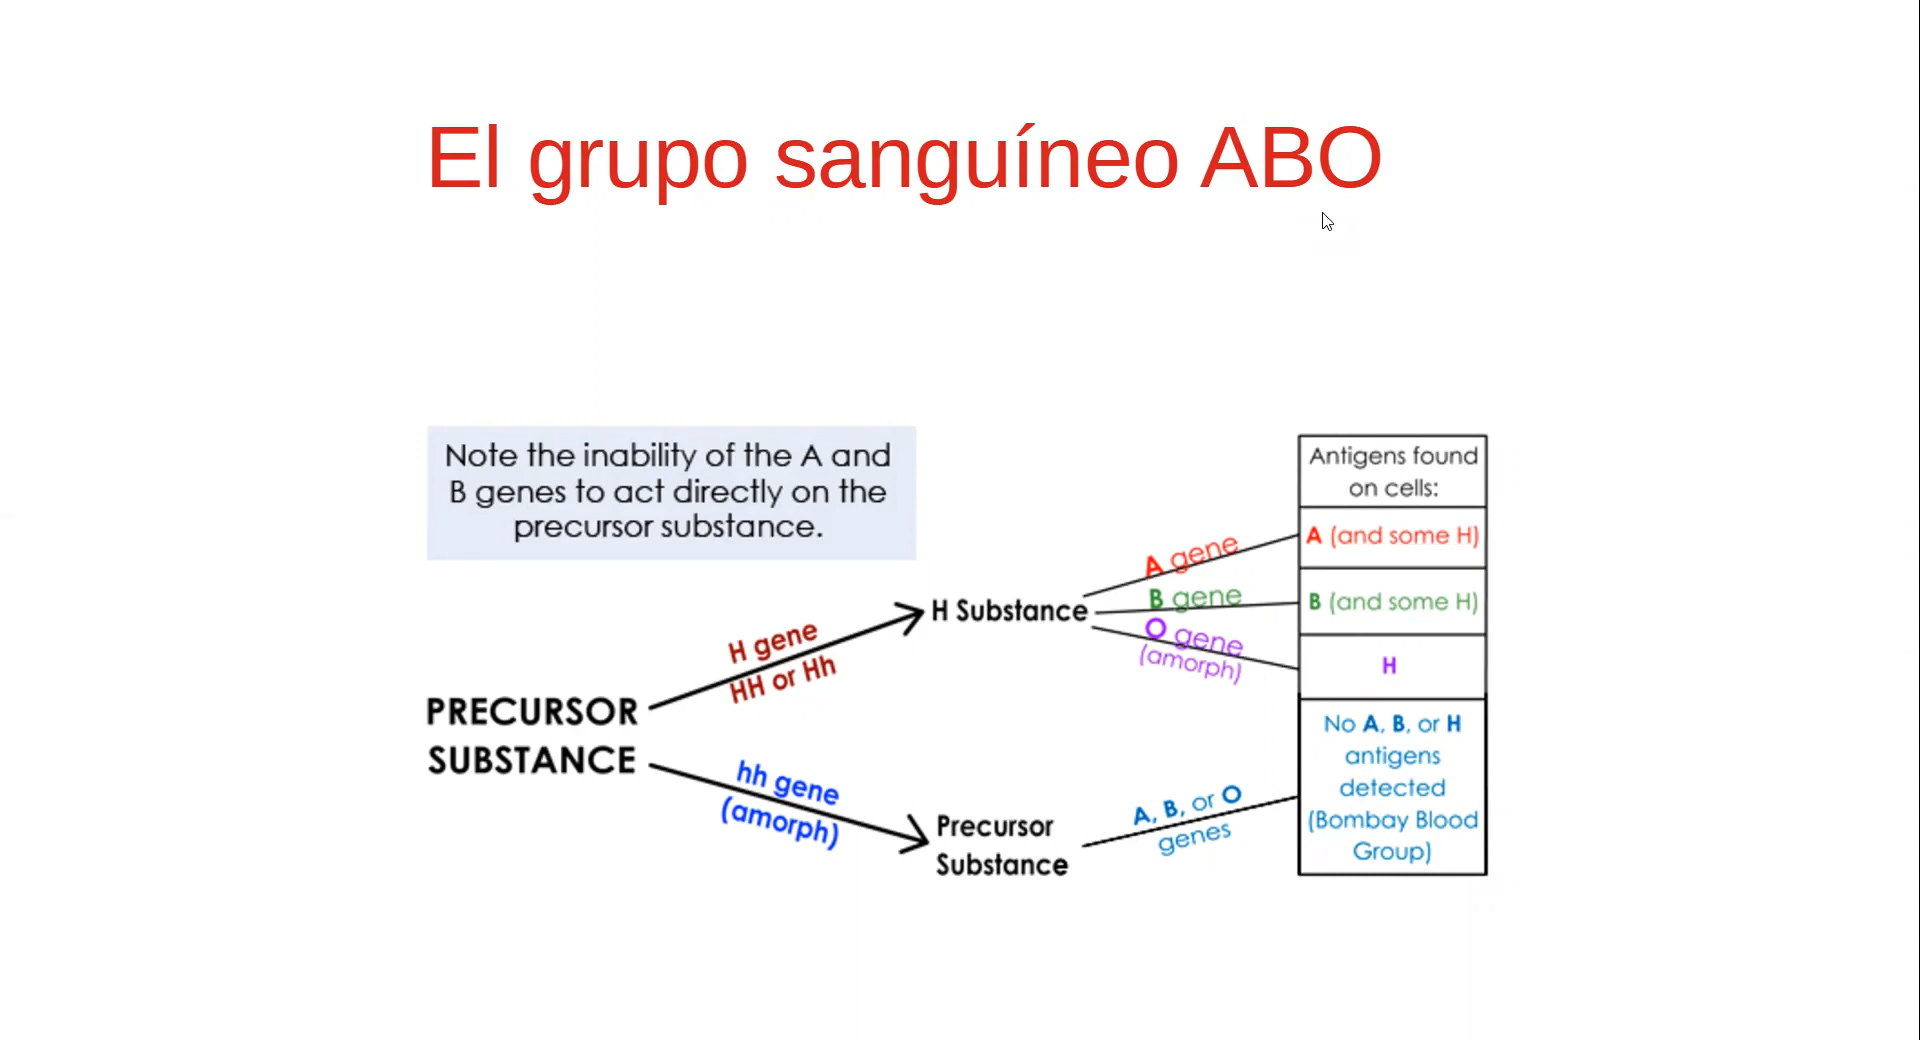 El grupo sanguíneo ABO
Note the inability of the A and
B genes to act directly on the
precursor substance.
PRECURSOR
SUBSTANCE
H gene
HH or Hh
hh gene
(amorph)
H Substance
Precursor
Substance
A gene
B gene
O gene
(amorph)
A, B, or O
genes
Antigens found
on cells:
A (and some H)
B (and some H)
H
No A, B, or H
antigens
detected
(Bombay Blood
Group)